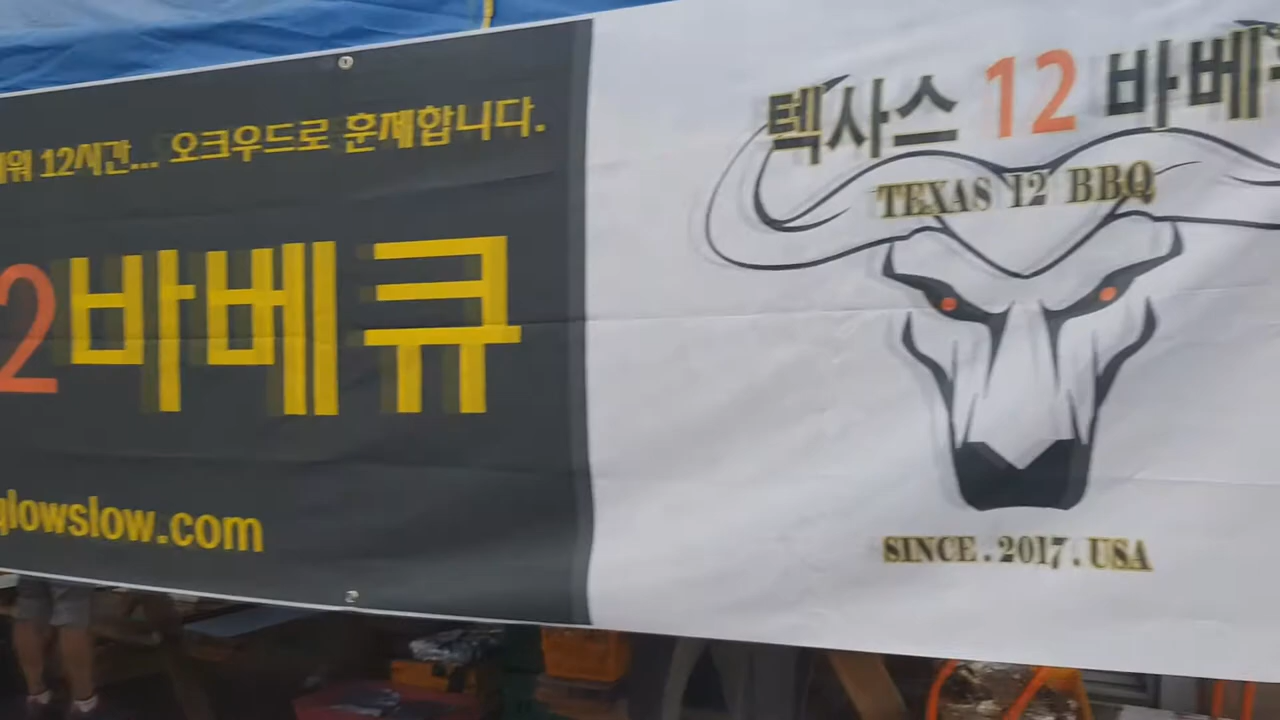 12시간... 오크우드로 훈제합니다.
2바베큐
glowslow.com
텍사스 12 바베
TEXAS 12 BBQ
SINCE . 2017 . USA